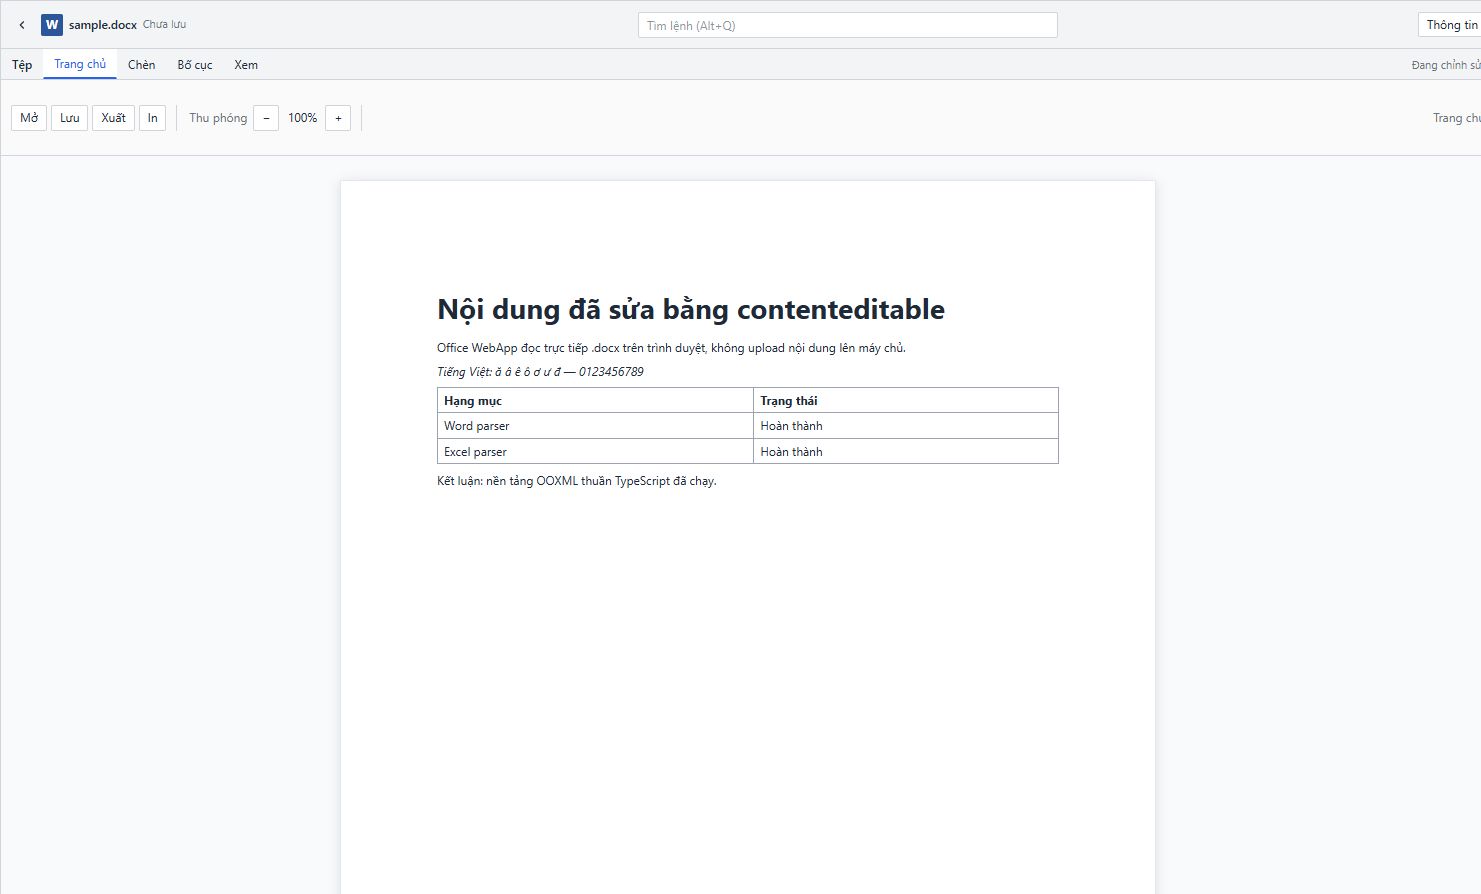 W sample.docx Chưa lưu
Tìm lệnh (Alt+Q)
Thông tin
Tệp Trang chủ Chèn Bố cục Xem
Đang chỉnh
Mở Lưu Xuất In Thu phóng − 100% +
Trang
Nội dung đã sửa bằng contenteditable
Office WebApp đọc trực tiếp .docx trên trình duyệt, không upload nội dung lên máy chủ.
Tiếng Việt: ă â ê ô ơ ư đ — 0123456789
Hạng mục Trạng thái
Word parser Hoàn thành
Excel parser Hoàn thành
Kết luận: nền tảng OOXML thuần TypeScript đã chạy.